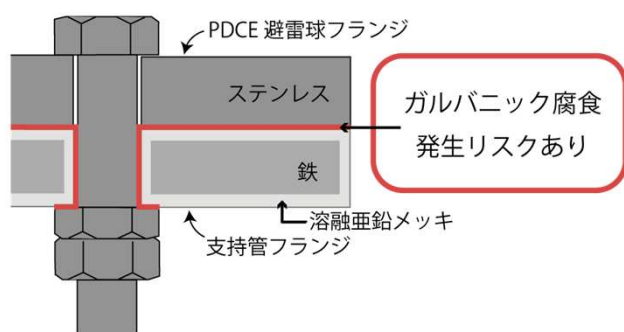 PDCE 避雷球フランジ
ステンレス
ガルバニック腐食
発生リスクあり
鉄
溶融亜鉛メッキ
支持管フランジ